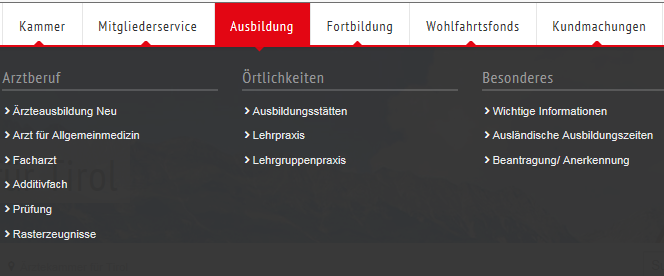 Kammer
Mitgliederservice
Ausbildung
Fortbildung
Wohlfahrtsfonds
Kundmachungen
Arztberuf
Ärzteausbildung Neu
Arzt für Allgemeinmedizin
Facharzt
Additivfach
Prüfung
Rasterzeugnisse
Örtlichkeiten
Ausbildungsstätten
Lehrpraxis
Lehrgruppenpraxis
Besonderes
Wichtige Informationen
Ausländische Ausbildungszeiten
Beantragung/ Anerkennung